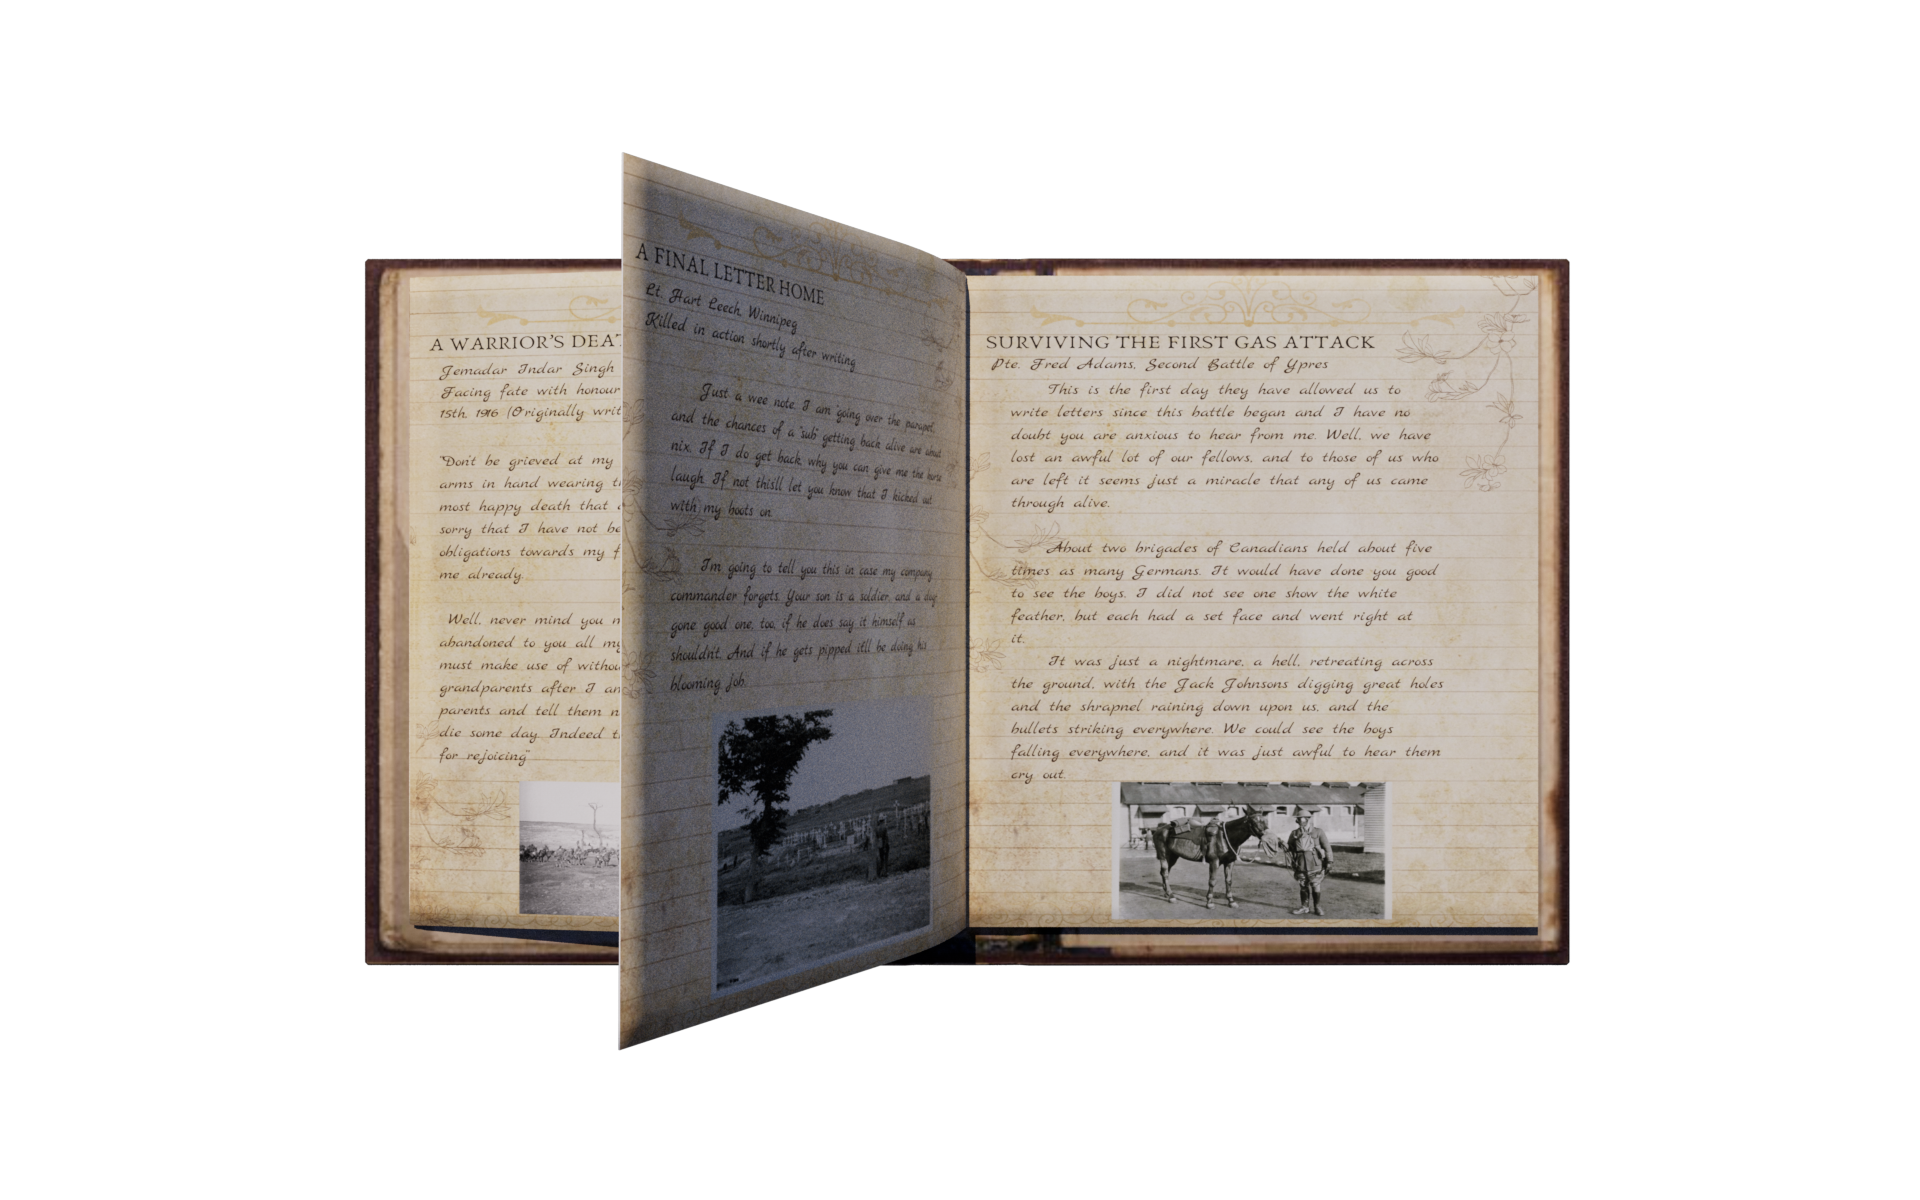 A WARRIOR'S DEAT
Jemadar Indar Singh
Facing fate with honour
15th, 1916 (Originally writ
"Don't be grieved at my
arms in hand wearing t
most happy death that
sorry that I have not be
obligations towards my f
me already.
Well, never mind you n
abandoned to you all my
must make use of withou
grandparents after I am
parents and tell them n
die some day. Indeed t
for rejoicing"
A FINAL LETTER HOME
Lt. Hart Leech, Winnipeg
Killed in action shortly after writing
Just a wee note. I am "going over the parapet,
and the chances of a "sub" getting back alive are about
nix. If I do get back, why you can give me the horse
laugh. If not this'll let you know that I kicked out
with my boots on.
I'm going to tell you this in case my company
commander forgets. Your son is a soldier, and a dog
gone good one, too, if he does say it himself as
shouldn't. And if he gets pipped it'll be doing his
blooming job.
SURVIVING THE FIRST GAS ATTACK
Pte. Fred Adams, Second Battle of Ypres
This is the first day they have allowed us to
write letters since this battle began and I have no
doubt you are anxious to hear from me. Well, we have
lost an awful lot of our fellows, and to those of us who
are left it seems just a miracle that any of us came
through alive.
About two brigades of Canadians held about five
times as many Germans. It would have done you good
to see the boys. I did not see one show the white
feather, but each had a set face and went right at
it.
It was just a nightmare, a hell, retreating across
the ground, with the Jack Johnsons digging great holes
and the shrapnel raining down upon us, and the
bullets striking everywhere. We could see the boys
falling everywhere, and it was just awful to hear them
cry out.